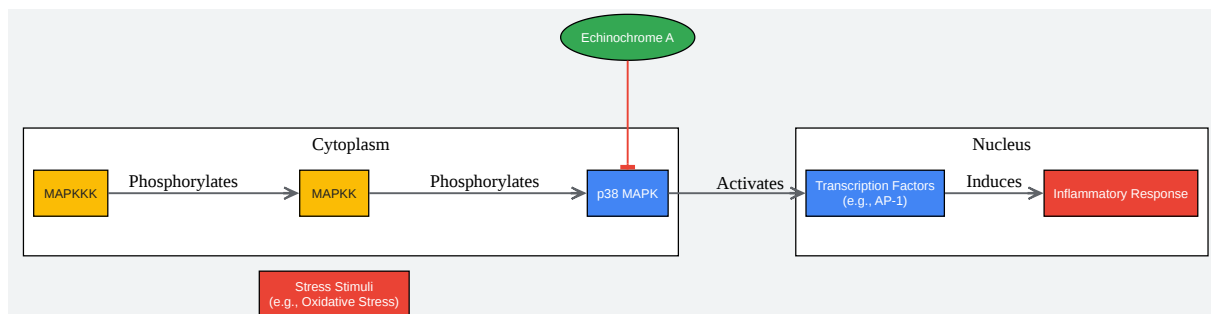 Echinochrome A
Cytoplasm
Nucleus
MAPKKK
Phosphorylates
MAPKK
Phosphorylates
p38 MAPK
Activates
Transcription Factors
(e.g., AP-1)
Induces
Inflammatory Response
Stress Stimuli
(e.g., Oxidative Stress)